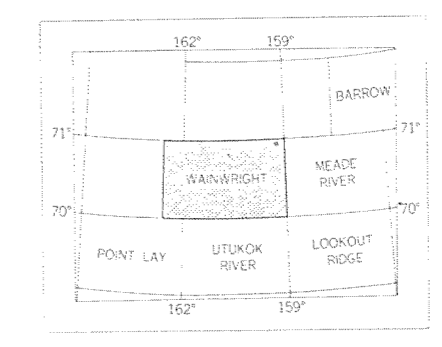 162° 159°
BARROW
71° 71°
WAINWRIGHT
MEADE
RIVER
70° 70°
POINT LAY
UTUKOK
RIVER
LOOKOUT
RIDGE
162° 159°